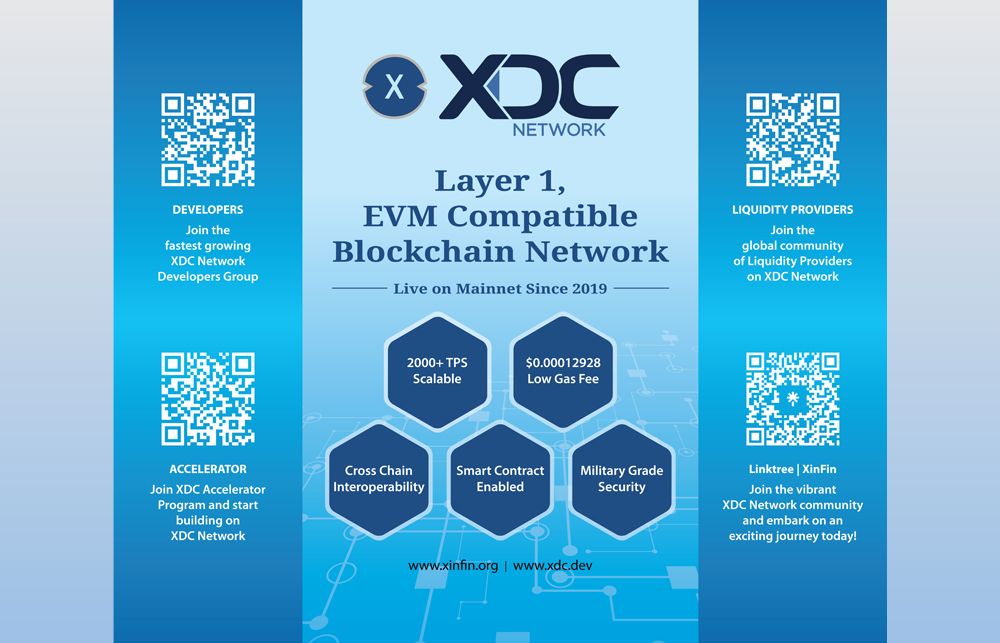 DEVELOPERS
Join the
fastest growing
XDC Network
Developers Group
ACCELERATOR
Join XDC Accelerator
Program and start
building on
XDC Network
X
XDC
NETWORK
Layer 1,
EVM Compatible
Blockchain Network
Live on Mainnet Since 2019
2000+ TPS
Scalable
$0.00012928
Low Gas Fee
Cross Chain
Interoperability
Smart Contract
Enabled
Military Grade
Security
www.xinfin.org | www.xdc.dev
LIQUIDITY PROVIDERS
Join the
global community
of Liquidity Providers
on XDC Network
Linktree | XinFin
Join the vibrant
XDC Network community
and embark on an
exciting journey today!